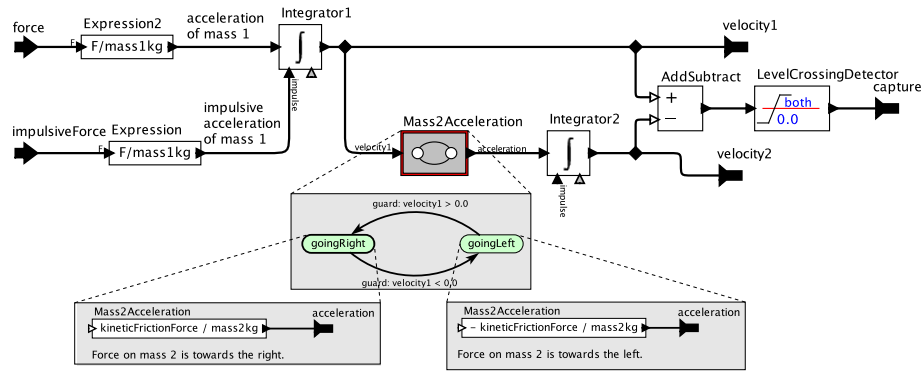 force
Expression2
F
F/mass1kg
acceleration
of mass 1
Integrator1
∫
impulse
velocity1
AddSubtract
+
−
LevelCrossingDetector
both
0.0
capture
impulsiveForce
Expression
F
F/mass1kg
impulsive
acceleration
of mass 1
Mass2Acceleration
velocity1
acceleration
Integrator2
∫
impulse
velocity2
guard: velocity1 > 0.0
goingRight
goingLeft
guard: velocity1 < 0.0
Mass2Acceleration
kineticFrictionForce / mass2kg
acceleration
Force on mass 2 is towards the right.
Mass2Acceleration
- kineticFrictionForce / mass2kg
acceleration
Force on mass 2 is towards the left.